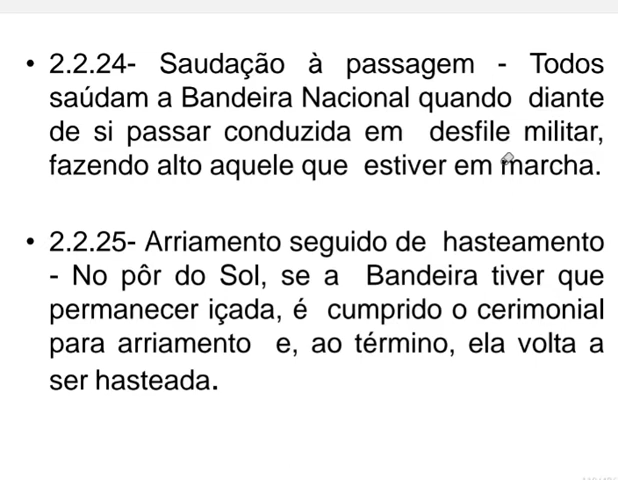 • 2.2.24- Saudação à passagem - Todos
saúdam a Bandeira Nacional quando diante
de si passar conduzida em desfile militar,
fazendo alto aquele que estiver em marcha.
• 2.2.25- Arriamento seguido de hasteamento
- No pôr do Sol, se a Bandeira tiver que
permanecer içada, é cumprido o cerimonial
para arriamento e, ao término, ela volta a
ser hasteada.